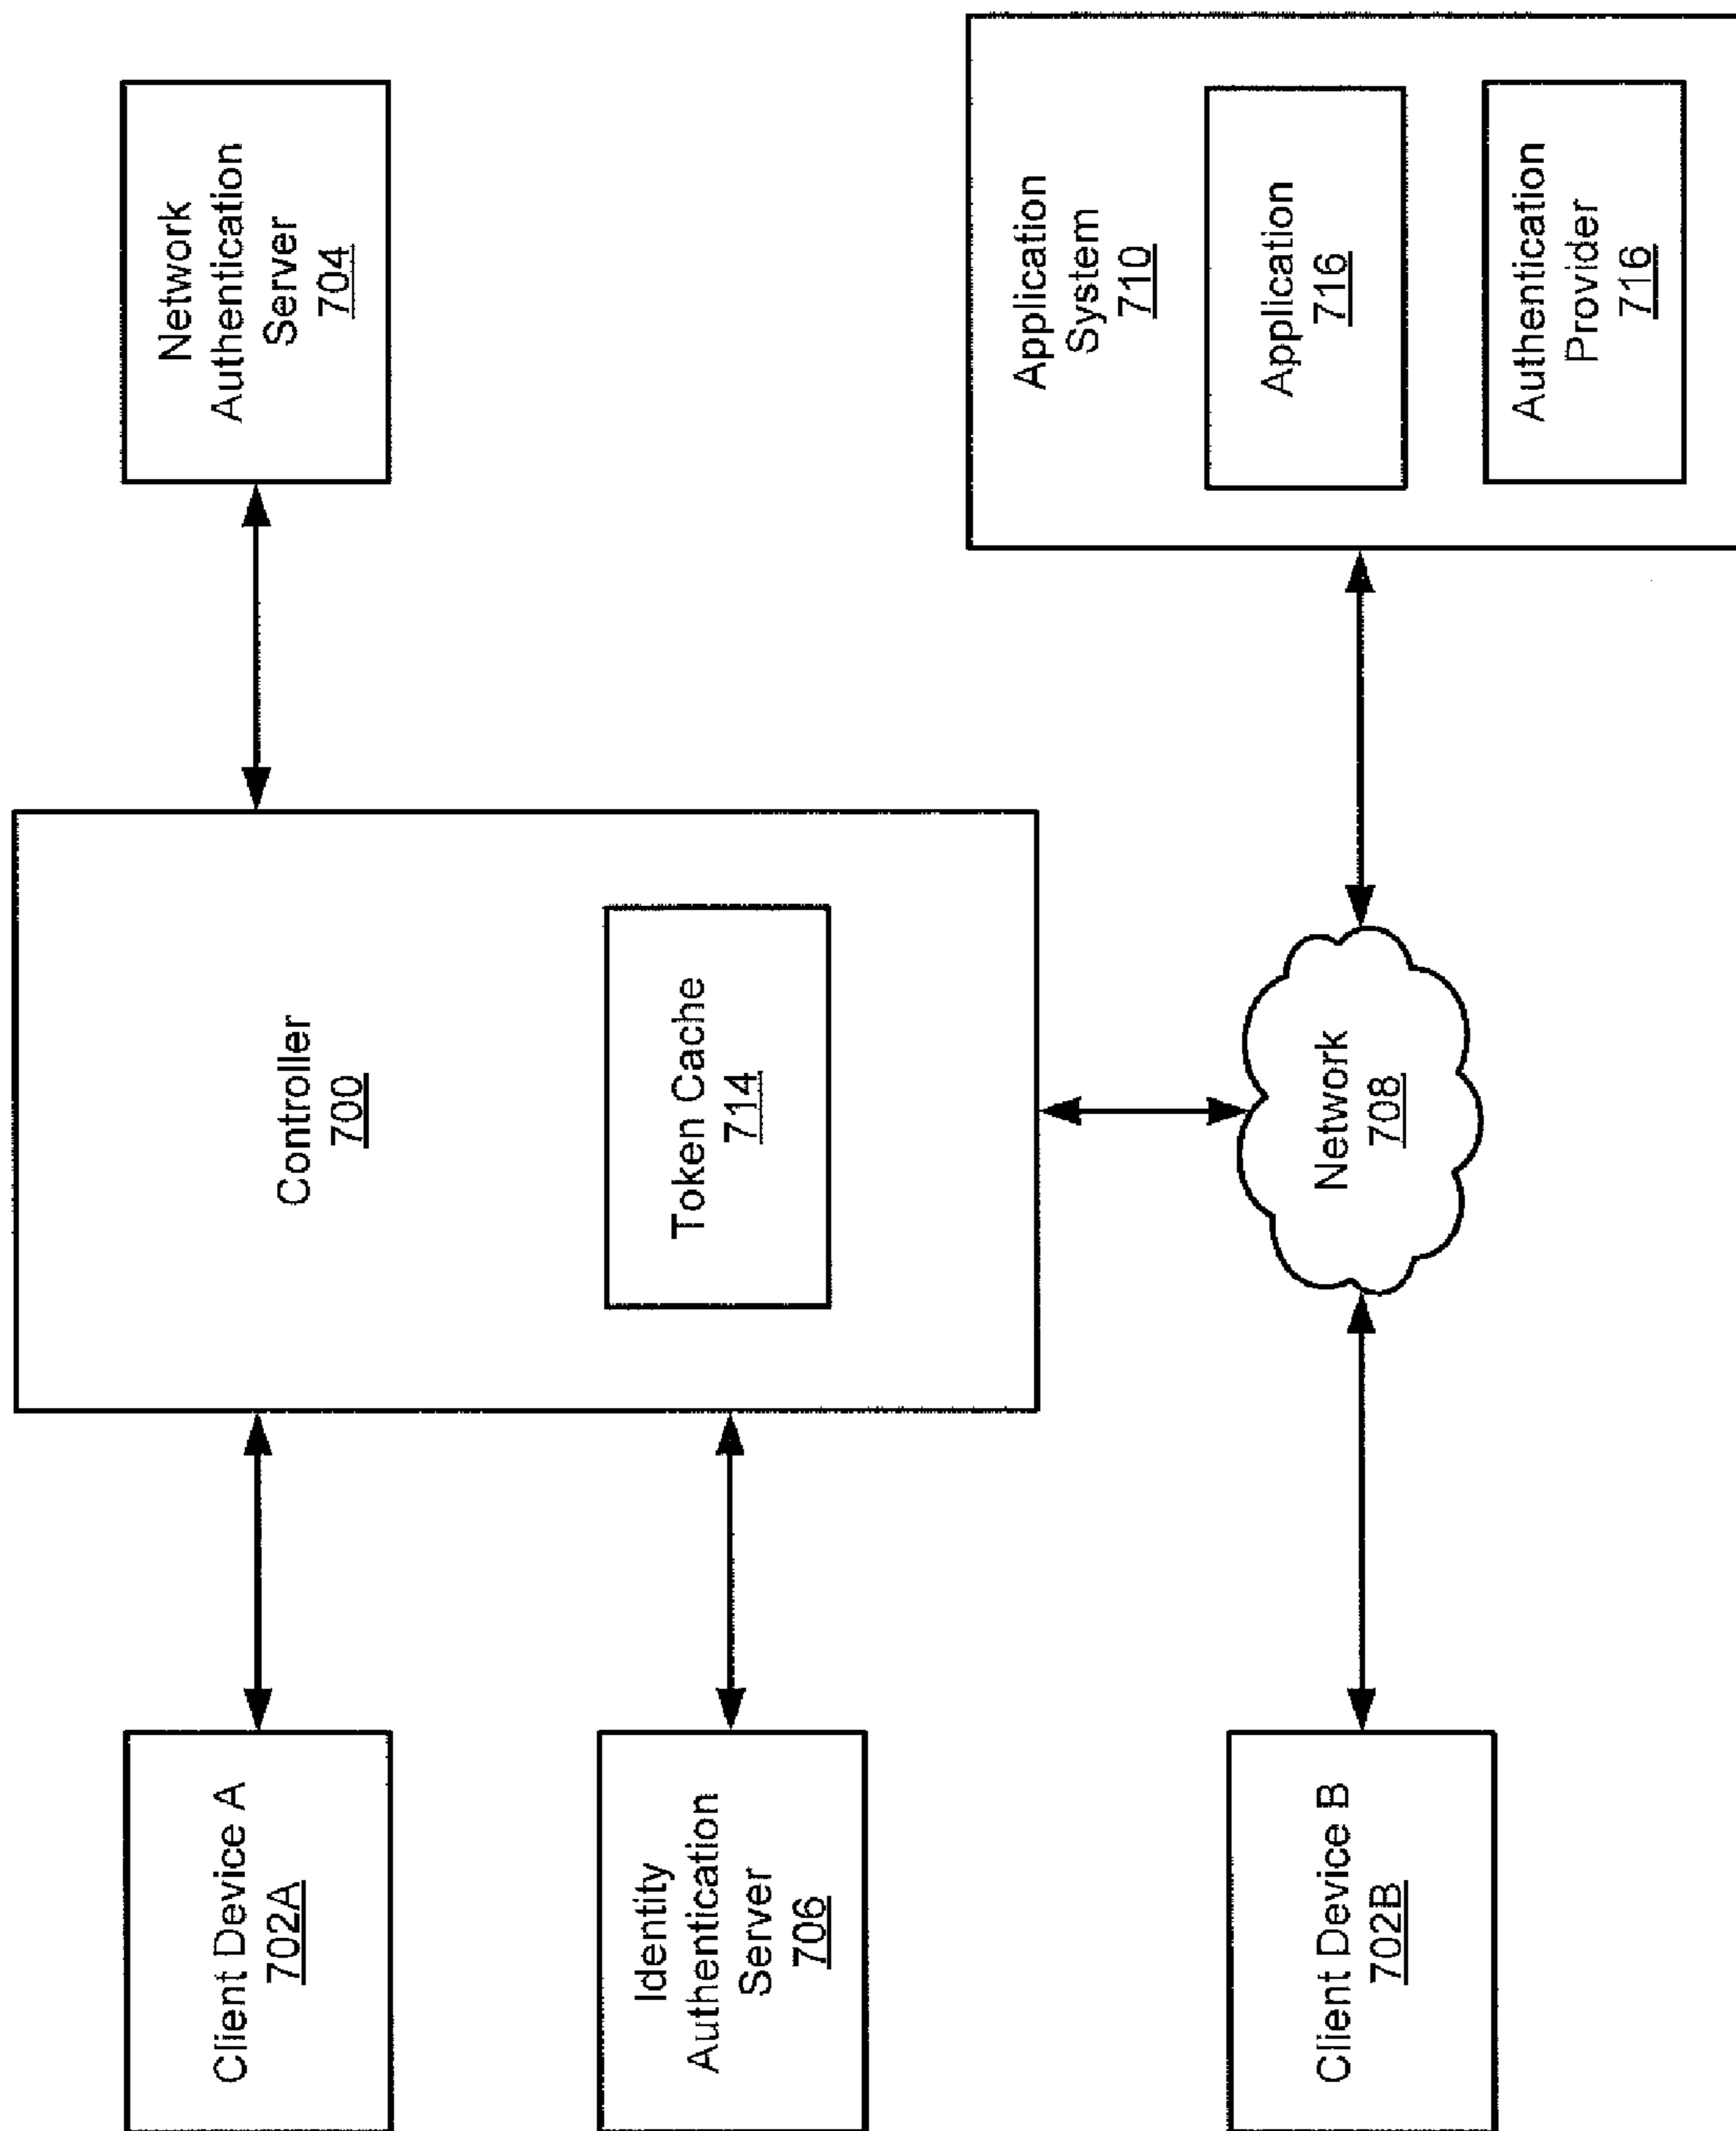 Client Device A
702A
Controller
700
Network
Authentication
Server
704
Token Cache
714
Identity
Authentication
Server
706
Application
System
710
Application
716
Authentication
Provider
716
Network
708
Client Device B
702B